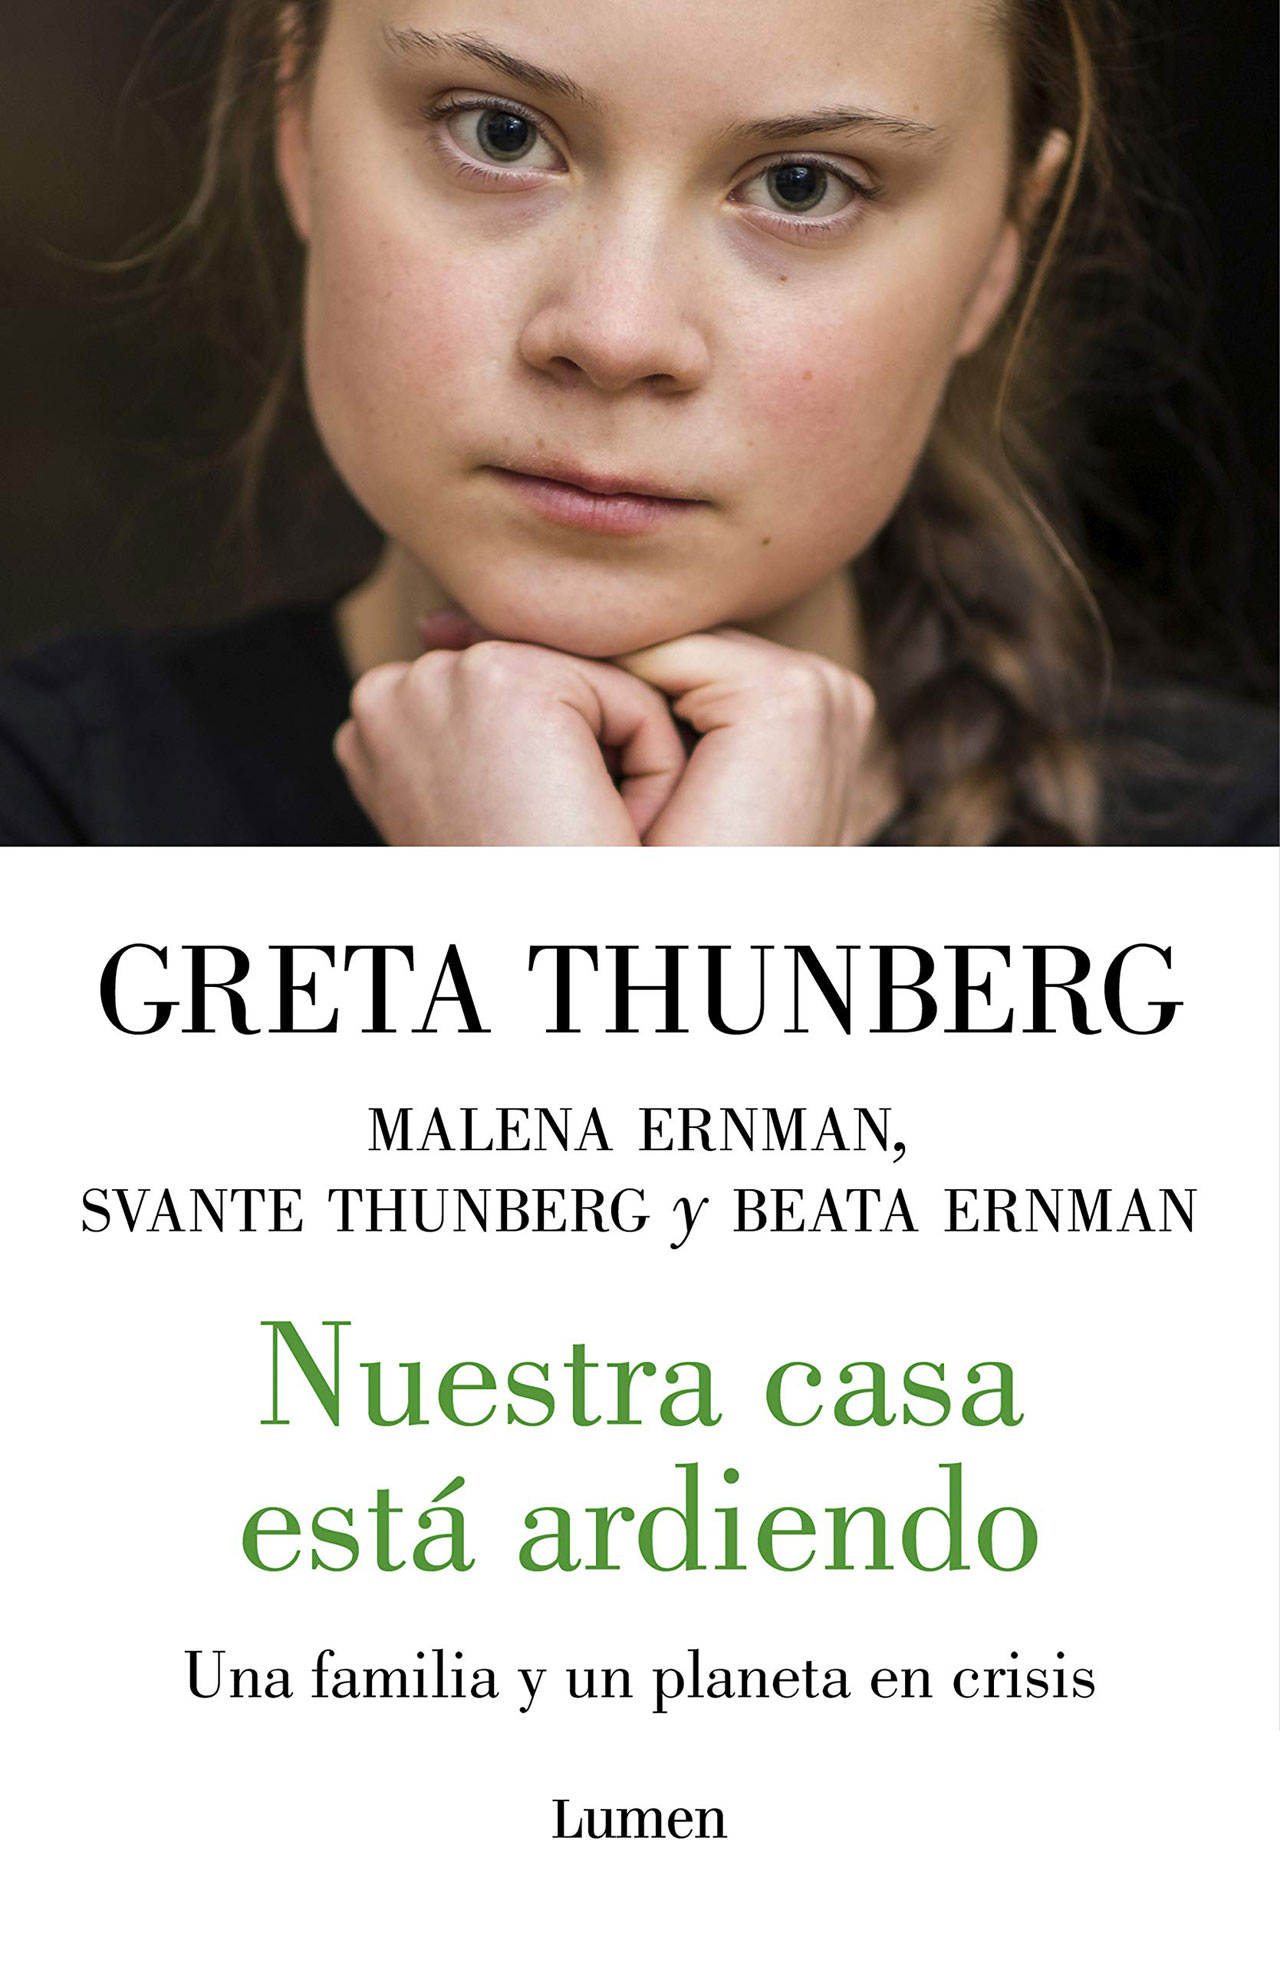 GRETA THUNBERG
MALENA ERNMAN,
SVANTE THUNBERG y BEATA ERNMAN
Nuestra casa
está ardiendo
Una familia y un planeta en crisis
Lumen